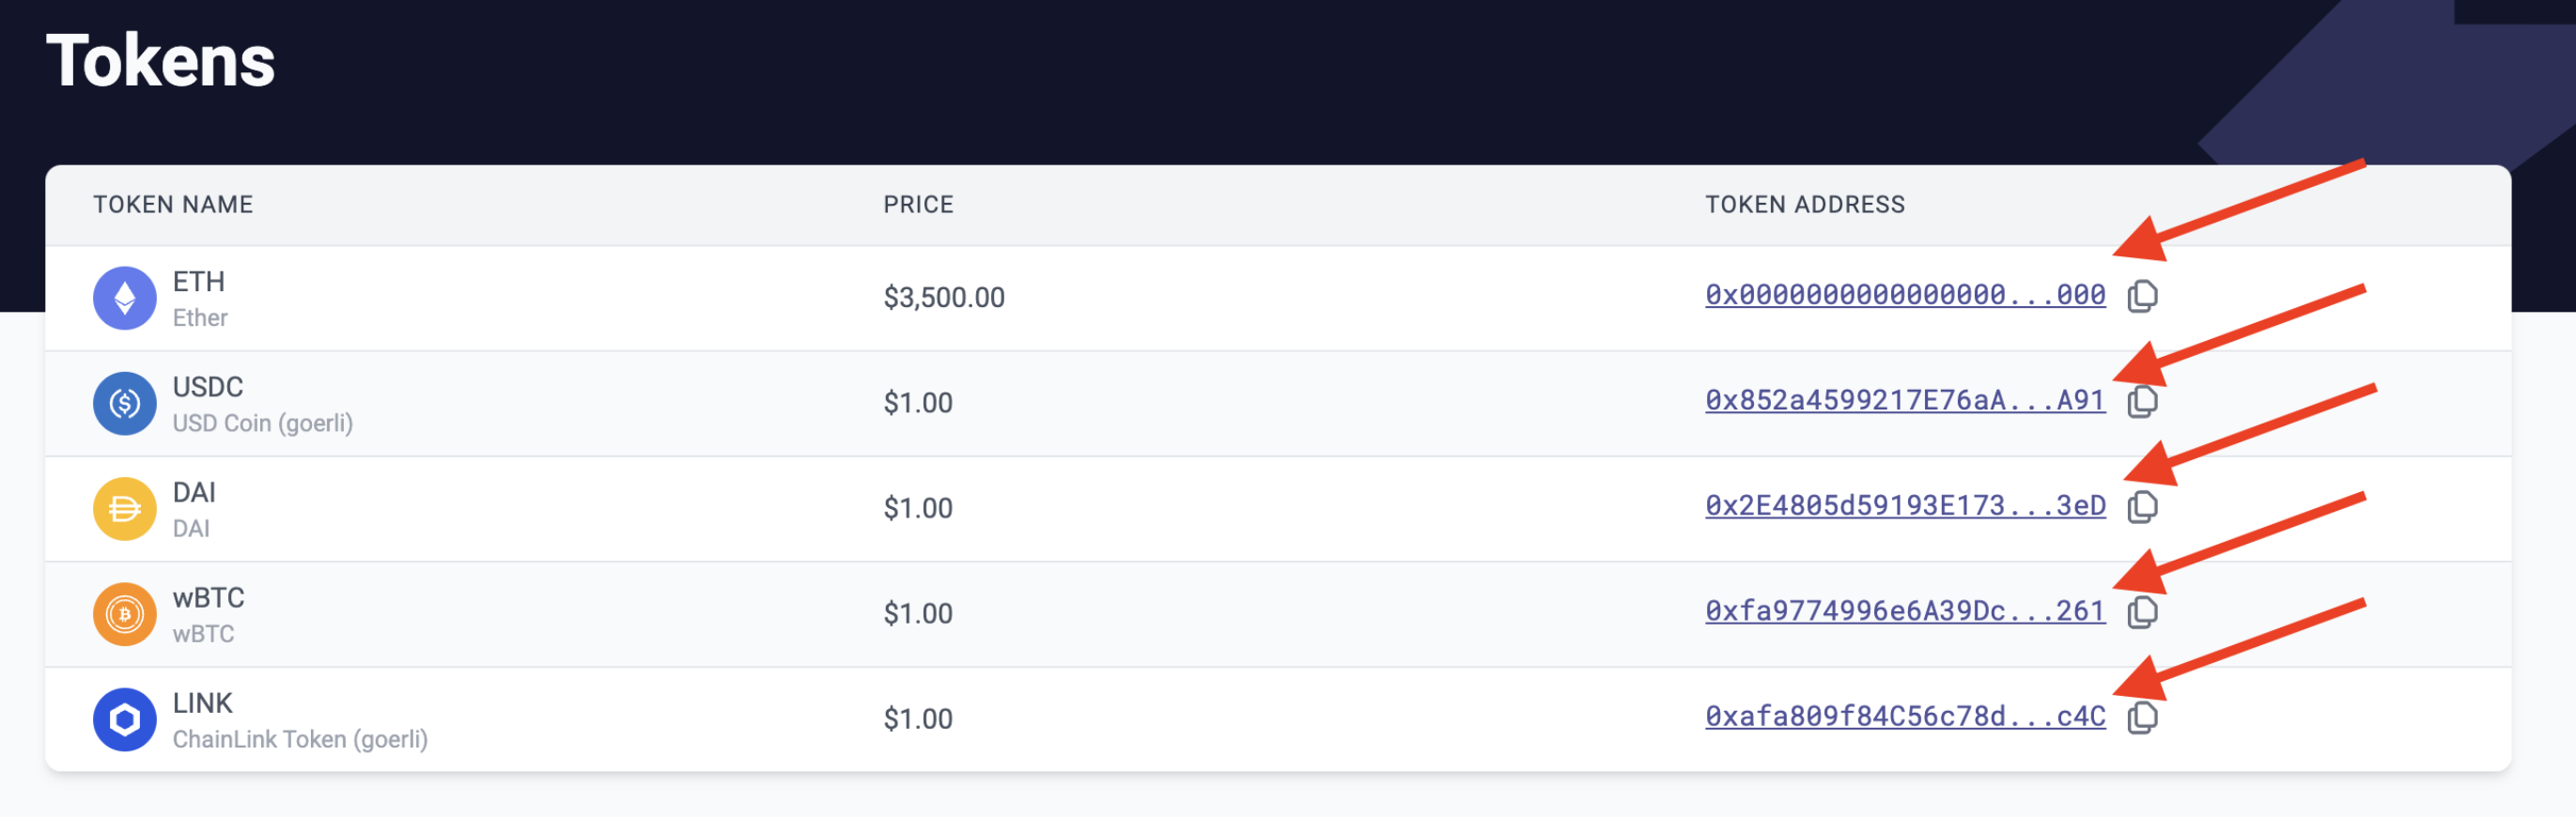 Tokens
TOKEN NAME PRICE TOKEN ADDRESS
ETH
Ether
$3,500.00
0x0000000000000000...000
USDC
USD Coin (goerli)
$1.00
0x852a4599217E76aA...A91
DAI
DAI
$1.00
0x2E4805d59193E173...3eD
wBTC
wBTC
$1.00
0xfa9774996e6A39Dc...261
LINK
ChainLink Token (goerli)
$1.00
0xafa809f84C56c78d...c4C